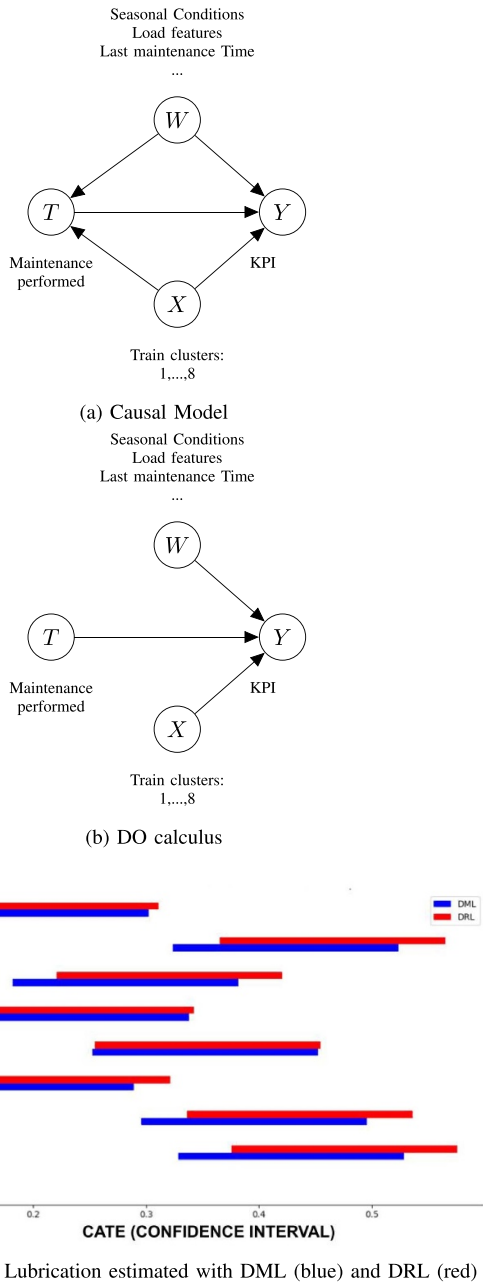 Seasonal Conditions
Load features
Last maintenance Time
...
W
T
Y
Maintenance
performed
KPI
X
Train clusters:
1,...,8
(a) Causal Model
Seasonal Conditions
Load features
Last maintenance Time
...
W
T
Y
Maintenance
performed
KPI
X
Train clusters:
1,...,8
(b) DO calculus
DML
DRL
0.2 0.3 0.4 0.5
CATE (CONFIDENCE INTERVAL)
Lubrication estimated with DML (blue) and DRL (red)